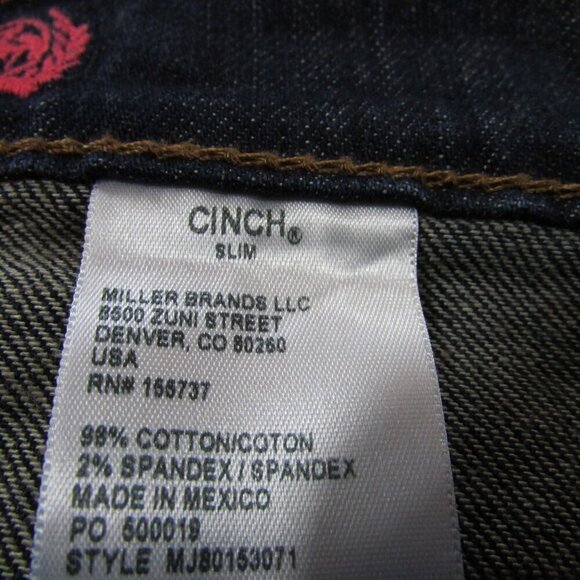 CINCH®
SLIM
MILLER BRANDS LLC
8500 ZUNI STREET
DENVER, CO 80260
USA
RN# 155737
98% COTTON/COTON
2% SPANDEX / SPANDEX
MADE IN MEXICO
PO 500019
STYLE MJ80153071